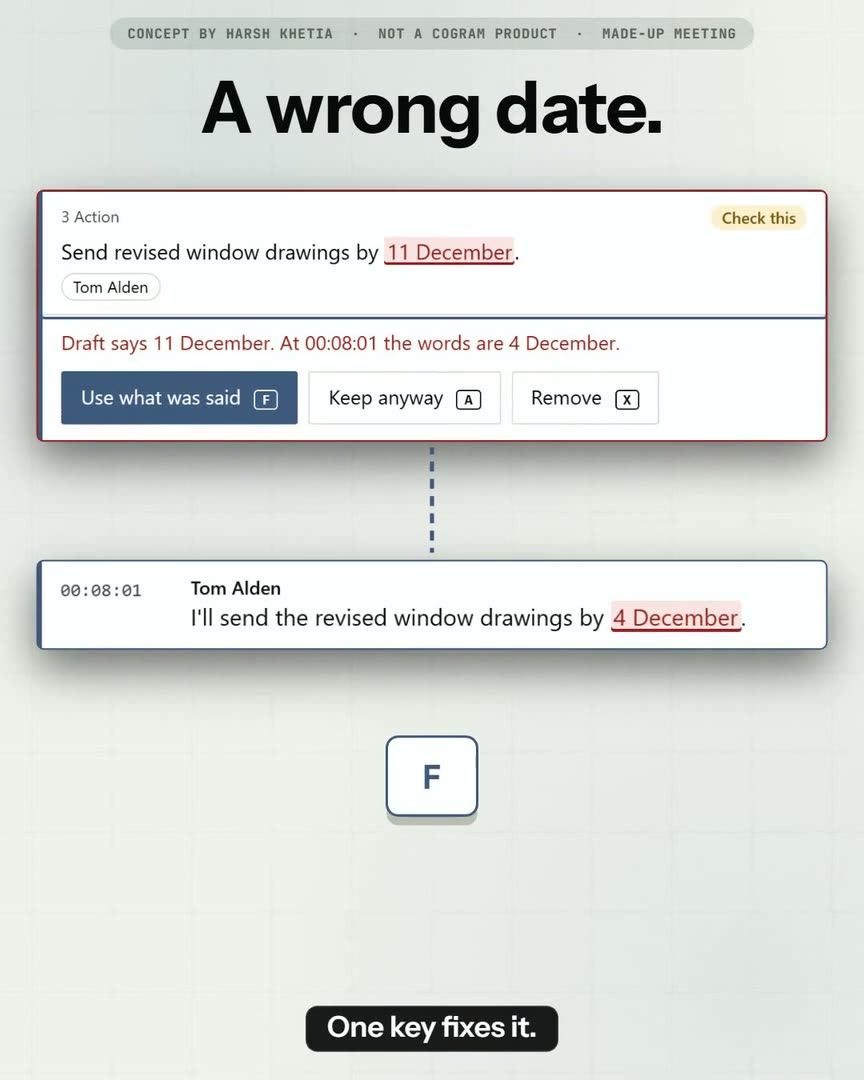 CONCEPT BY HARSH KHETIA · NOT A COGRAM PRODUCT · MADE-UP MEETING
A wrong date.
3 Action
Check this
Send revised window drawings by 11 December.
Tom Alden
Draft says 11 December. At 00:08:01 the words are 4 December.
Use what was said F
Keep anyway A
Remove X
00:08:01
Tom Alden
I'll send the revised window drawings by 4 December.
F
One key fixes it.